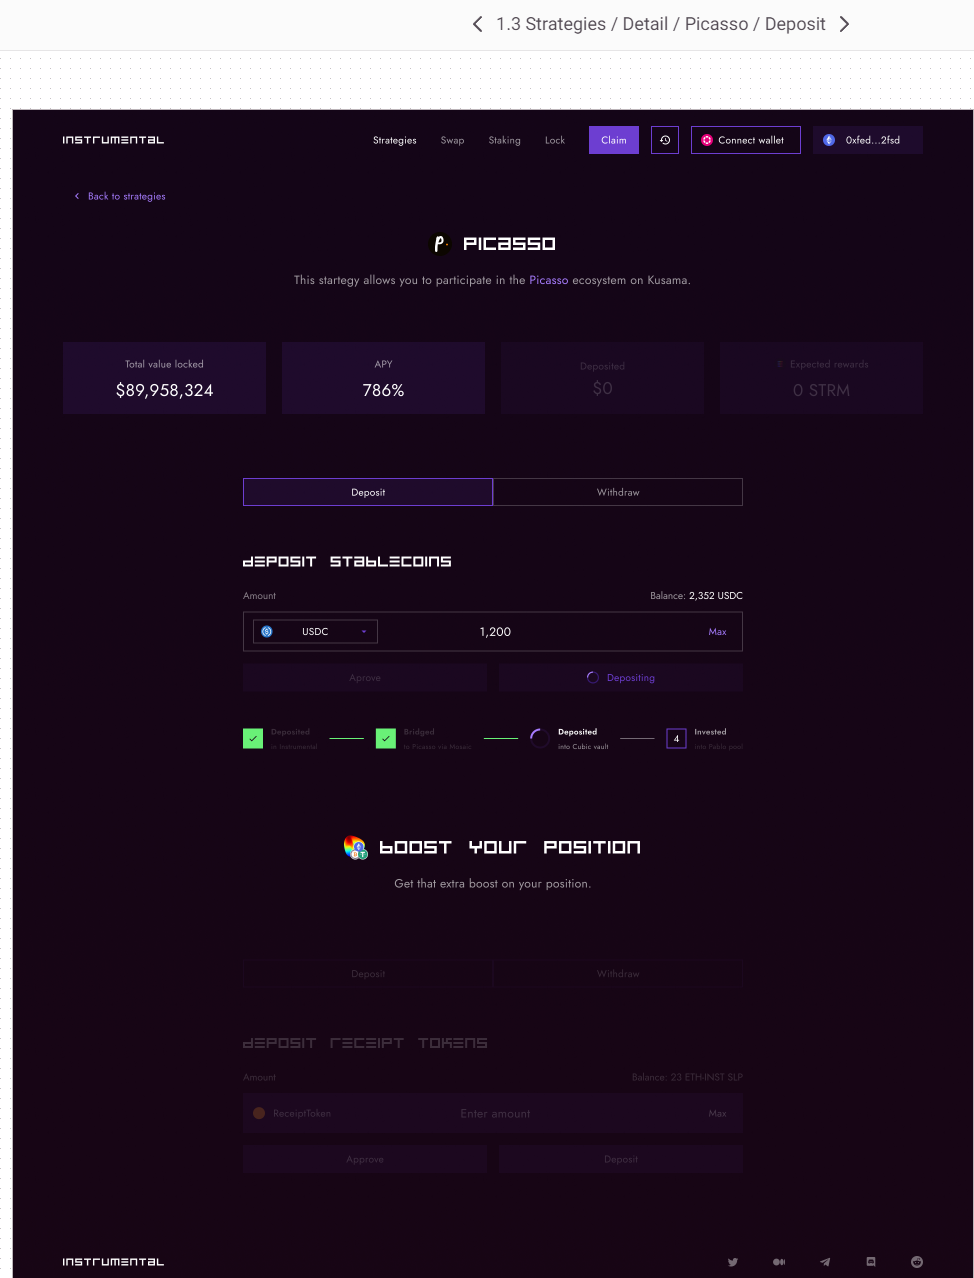 1.3 Strategies / Detail / Picasso / Deposit
INSTRUMENTAL
Strategies Swap Staking Lock Claim Connect wallet 0xfed...2fsd
Back to strategies
PICASSO
This startegy allows you to participate in the Picasso ecosystem on Kusama.
Total value locked APY Deposited Expected rewards
$89,958,324 786% $0 0 STRM
Deposit Withdraw
DEPOSIT STABLECOINS
Amount Balance: 2,352 USDC
USDC 1,200 Max
Aprove Depositing
Deposited Bridged Deposited 4 Invested
in Instrumental to Picasso via Mosaic into Cubic vault into Pablo pool
BOOST YOUR POSITION
Get that extra boost on your position.
Deposit Withdraw
DEPOSIT RECEIPT TOKENS
Amount Balance: 23 ETH-INST SLP
ReceiptToken Enter amount Max
Approve Deposit
INSTRUMENTAL